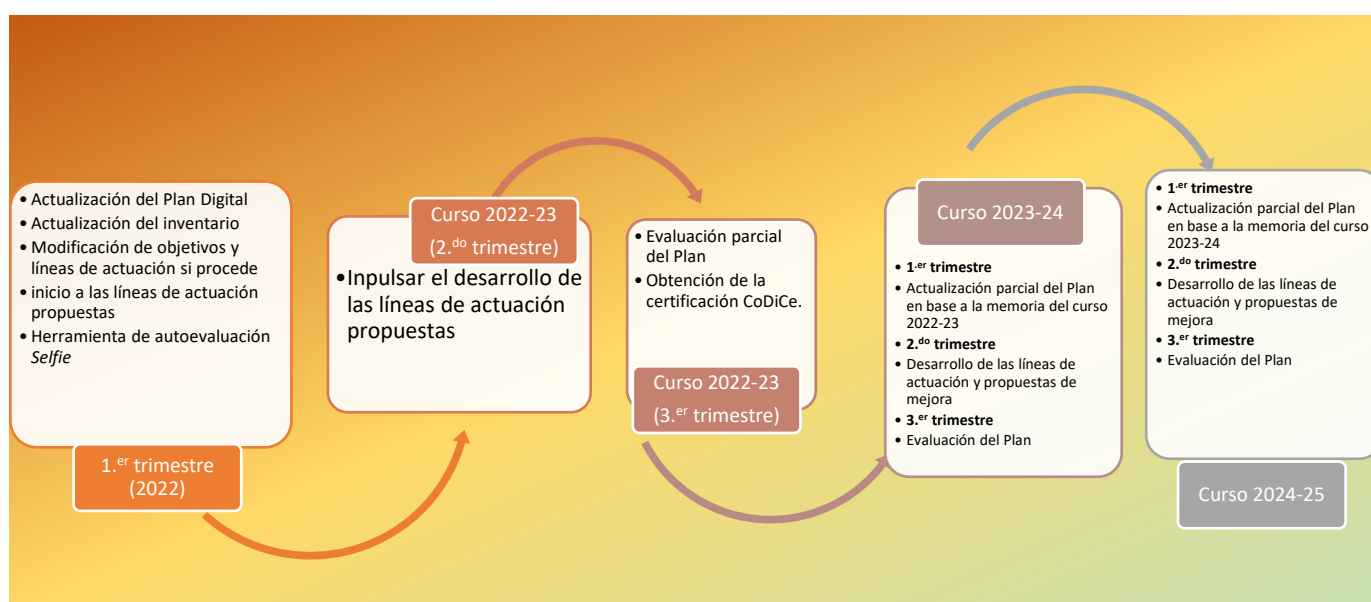 • Actualización del Plan Digital
• Actualización del inventario
• Modificación de objetivos y
líneas de actuación si procede
• inicio a las líneas de actuación
propuestas
• Herramienta de autoevaluación
Selfie
1.er trimestre
(2022)
Curso 2022-23
(2.do trimestre)
• Inpulsar el desarrollo de
las líneas de actuación
propuestas
• Evaluación parcial
del Plan
• Obtención de la
certificación CoDiCe.
Curso 2022-23
(3.er trimestre)
Curso 2023-24
• 1.er trimestre
• Actualización parcial del Plan
en base a la memoria del curso
2022-23
• 2.do trimestre
• Desarrollo de las líneas de
actuación y propuestas de
mejora
• 3.er trimestre
• Evaluación del Plan
• 1.er trimestre
• Actualización parcial del Plan
en base a la memoria del curso
2023-24
• 2.do trimestre
• Desarrollo de las líneas de
actuación y propuestas de
mejora
• 3.er trimestre
• Evaluación del Plan
Curso 2024-25